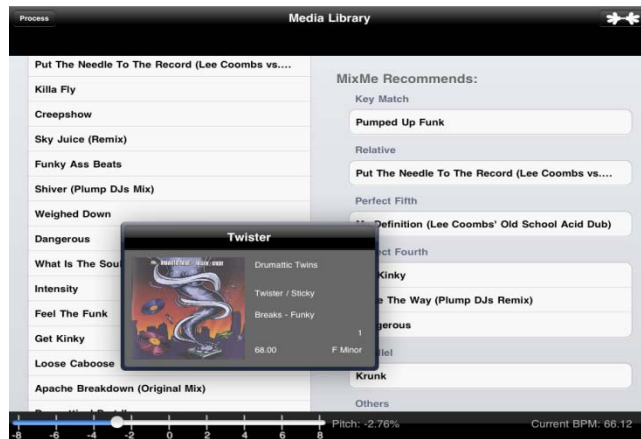 Process
Media Library
Put The Needle To The Record (Lee Coombs vs....
Killa Fly
Creepshow
Sky Juice (Remix)
Funky Ass Beats
Shiver (Plump DJs Mix)
Weighed Down
Dangerous
What Is The Soul
Intensity
Feel The Funk
Get Kinky
Loose Caboose
Apache Breakdown (Original Mix)
MixMe Recommends:
Key Match
Pumped Up Funk
Relative
Put The Needle To The Record (Lee Coombs vs....
Perfect Fifth
Definition (Lee Coombs' Old School Acid Dub)
Fourth
Kinky
The Way (Plump DJs Remix)
Krunk
Others
Twister
Drumattic Twins
Twister / Sticky
Breaks - Funky
1
68.00
F Minor
-8 -6 -4 -2 0 2 4 6 8
Pitch: -2.76%
Current BPM: 66.12